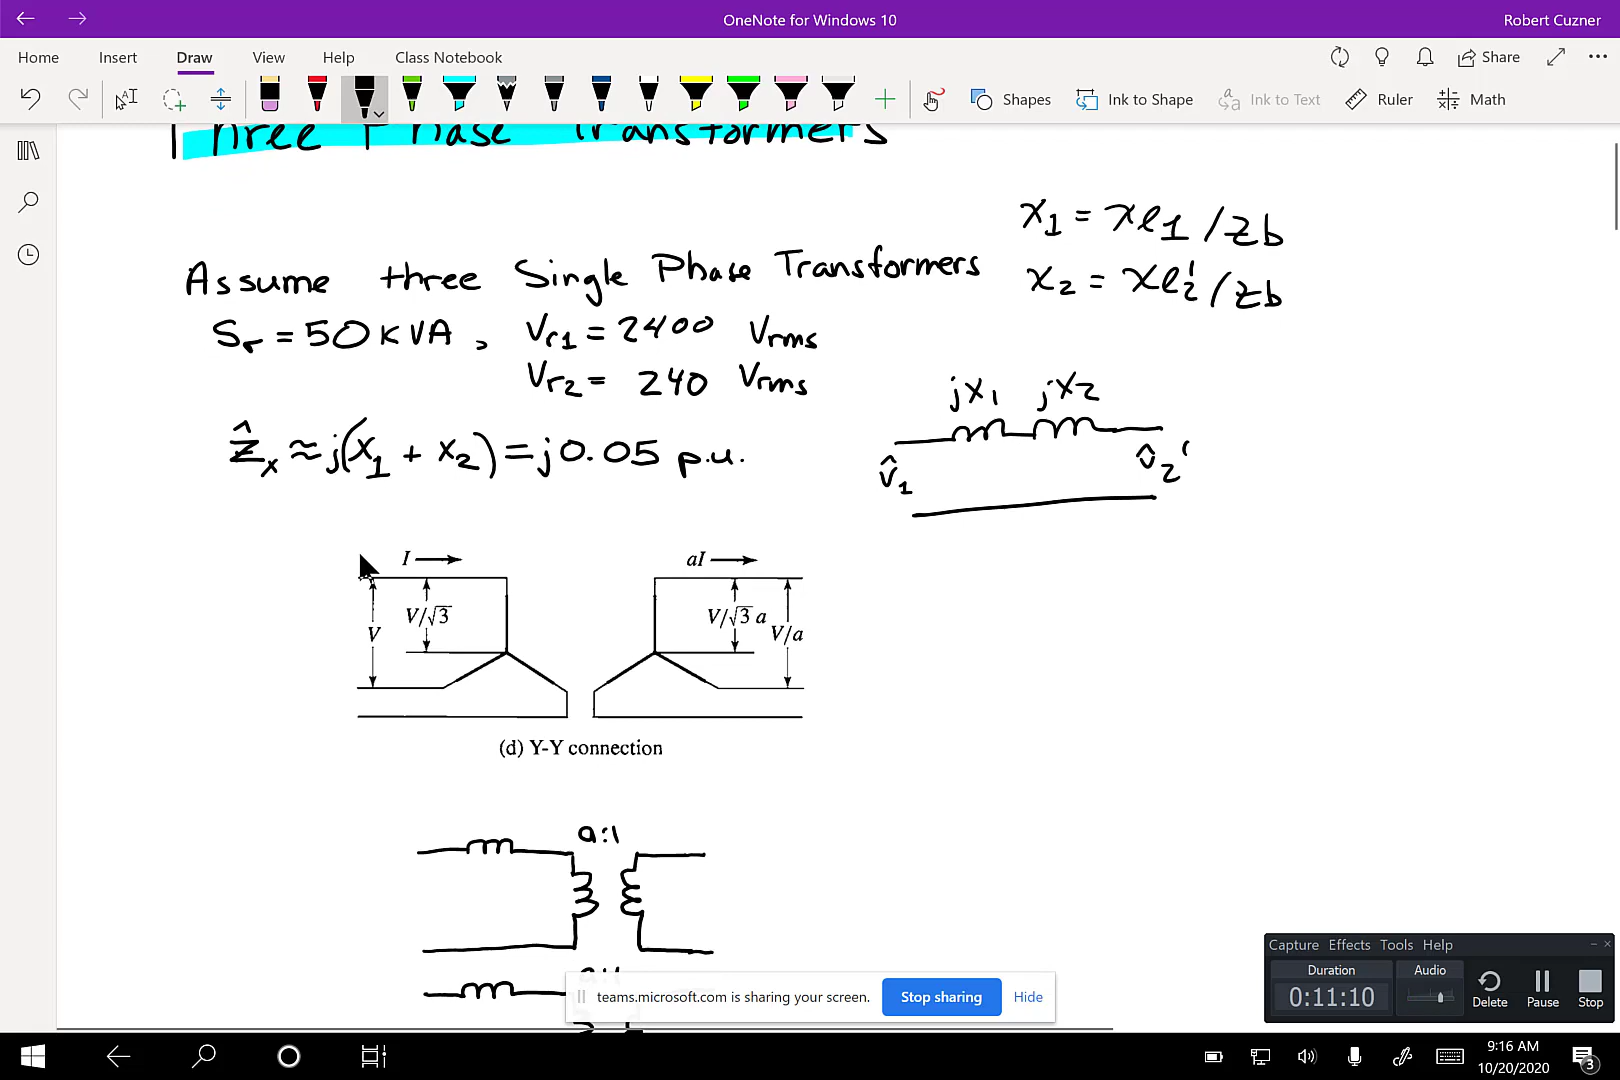 OneNote for Windows 10
Robert Cuzner
Home Insert Draw View Help Class Notebook
Share
Shapes Ink to Shape Ink to Text Ruler Math
Three Phase Transformers
x1 = xl1 / zb
Assume three Single Phase Transformers
x2 = xl2' / zb
Sr = 50 KVA , Vr1 = 2400 Vrms
Vr2 = 240 Vrms
jx1 jx2
ẑx ≈ j(x1 + x2) = j0.05 p.u.
v̂1
v̂2'
I
aI
V/√3
V
V/√3 a
V/a
(d) Y-Y connection
a:1
Capture Effects Tools Help
Duration Audio
0:11:10
Delete Pause Stop
teams.microsoft.com is sharing your screen. Stop sharing Hide
9:16 AM
10/20/2020
3